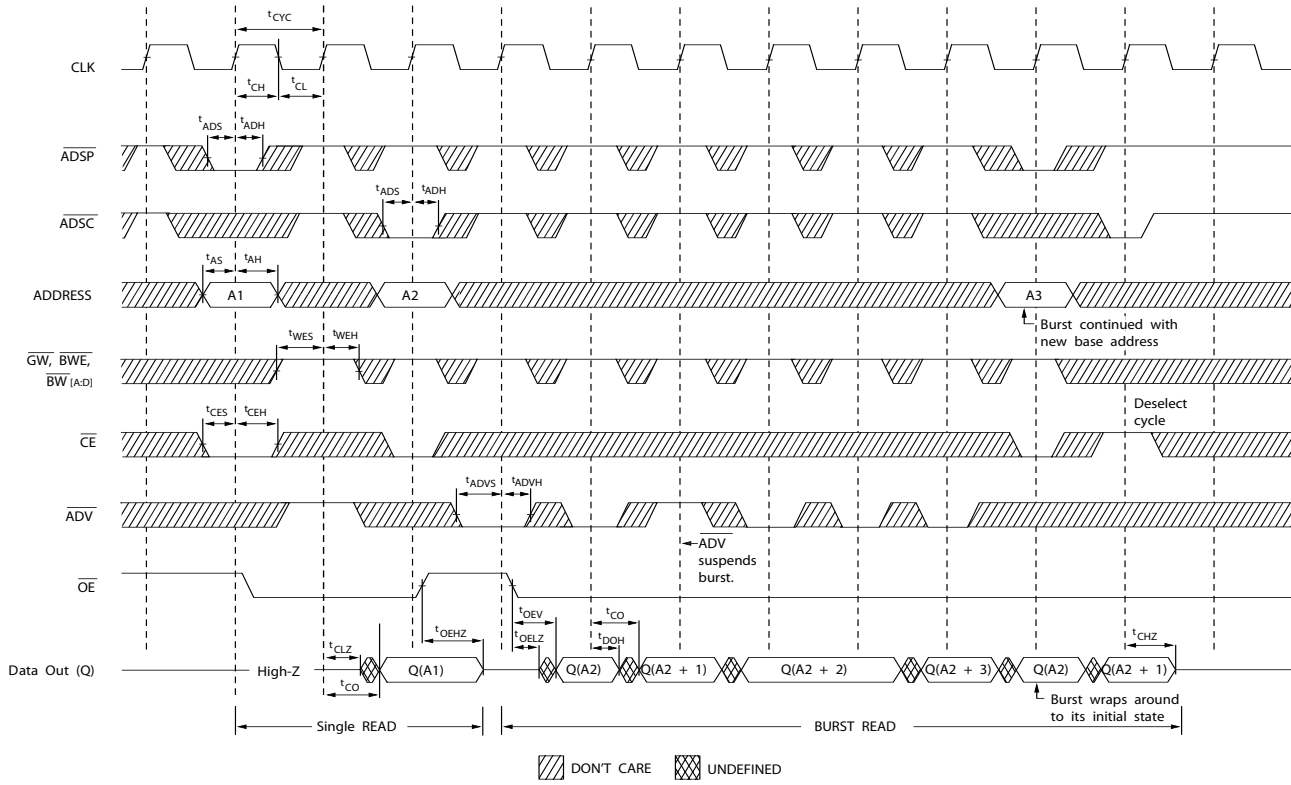 tCYC
CLK
tCH
tCL
tADS
tADH
ADSP
tADS
tADH
ADSC
tAS
tAH
ADDRESS
A1
A2
A3
Burst continued with
new base address
tWES
tWEH
GW, BWE,
BW[A:D]
Deselect
cycle
tCES
tCEH
CE
tADVS
tADVH
ADV
ADV
suspends
burst.
OE
tOEHZ
tOEV
tOELZ
tCO
tDOH
tCHZ
tCLZ
tCO
Data Out (Q)
High-Z
Q(A1)
Q(A2)
Q(A2 + 1)
Q(A2 + 2)
Q(A2 + 3)
Q(A2)
Q(A2 + 1)
Burst wraps around
to its initial state
Single READ
BURST READ
DON'T CARE
UNDEFINED